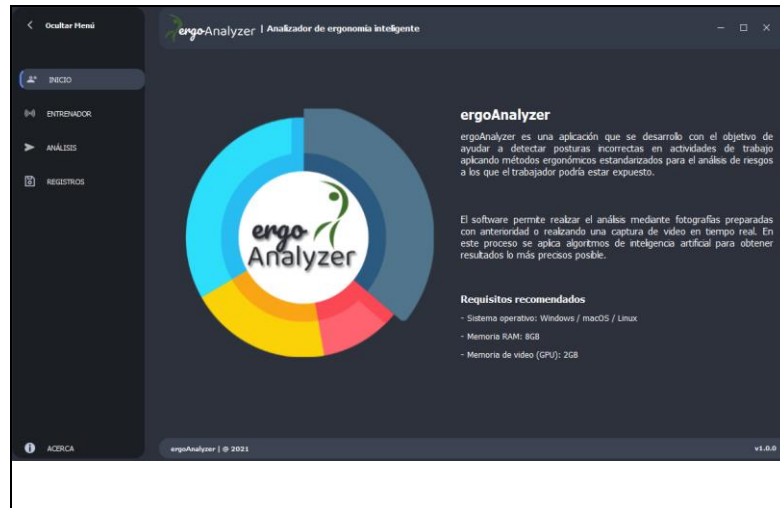 Ocultar Menú
ergoAnalyzer | Analizador de ergonomia inteligente
INICIO
ENTRENADOR
ANÁLISIS
REGISTROS
ergo
Analyzer
ergoAnalyzer
ergoAnalyzer es una aplicación que se desarrollo con el objetivo de
ayudar a detectar posturas incorrectas en actividades de trabajo
aplicando métodos ergonómicos estandarizados para el análisis de riesgos
a los que el trabajador podría estar expuesto.
El software permite realizar el análisis mediante fotografías preparadas
con anterioridad o realizando una captura de video en tiempo real. En
este proceso se aplica algoritmos de inteligencia artificial para obtener
resultados lo más precisos posible.
Requisitos recomendados
- Sistema operativo: Windows / macOS / Linux
- Memoria RAM: 8GB
- Memoria de video (GPU): 2GB
ACERCA
ergoAnalyzer | @ 2021
v1.0.0